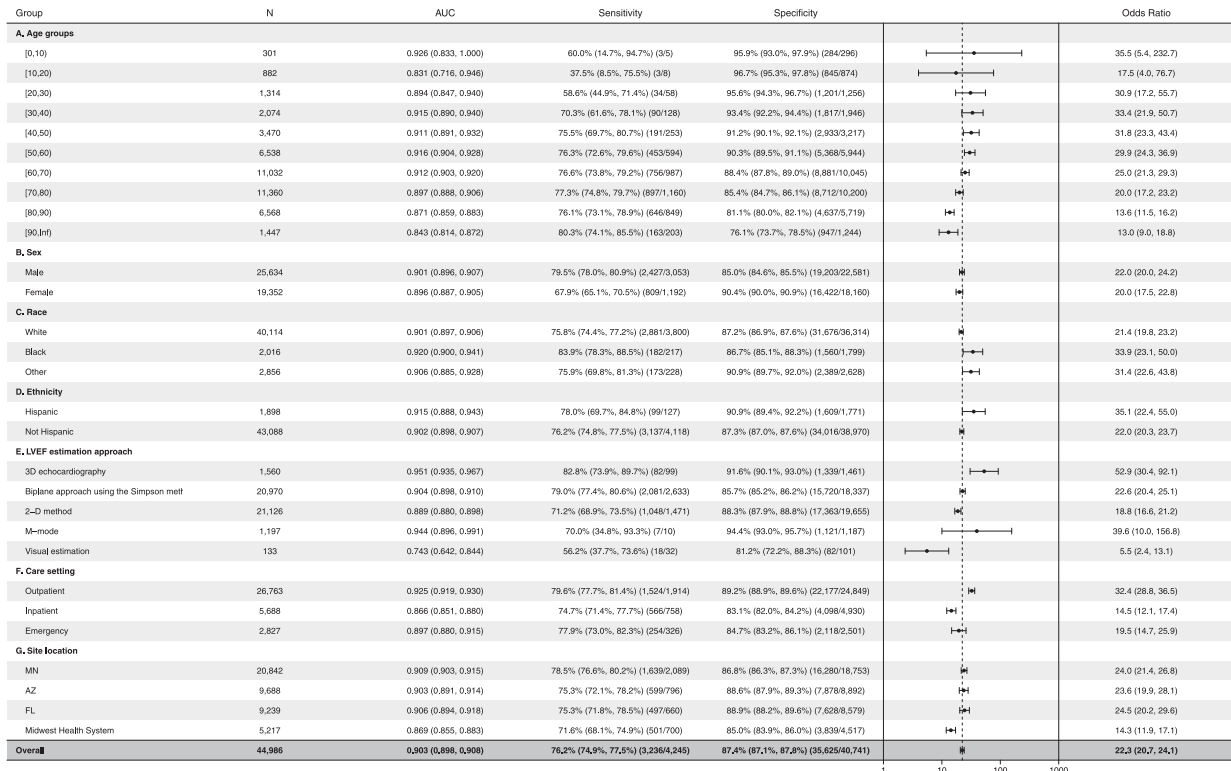 Group N AUC Sensitivity Specificity Odds Ratio
A. Age groups
[0,10) 301 0.926 (0.833, 1.000) 60.0% (14.7%, 94.7%) (3/5) 95.9% (93.0%, 97.9%) (284/296) 35.5 (5.4, 232.7)
[10,20) 882 0.831 (0.716, 0.946) 37.5% (8.5%, 75.5%) (3/8) 96.7% (95.3%, 97.8%) (845/874) 17.5 (4.0, 76.7)
[20,30) 1,314 0.894 (0.847, 0.940) 58.6% (44.9%, 71.4%) (34/58) 95.6% (94.3%, 96.7%) (1,201/1,256) 30.9 (17.2, 55.7)
[30,40) 2,074 0.915 (0.890, 0.940) 70.3% (61.6%, 78.1%) (90/128) 93.4% (92.2%, 94.4%) (1,817/1,946) 33.4 (21.9, 50.7)
[40,50) 3,470 0.911 (0.891, 0.932) 75.5% (69.7%, 80.7%) (191/253) 91.2% (90.1%, 92.1%) (2,933/3,217) 31.8 (23.3, 43.4)
[50,60) 6,538 0.916 (0.904, 0.928) 76.3% (72.6%, 79.6%) (453/594) 90.3% (89.5%, 91.1%) (5,368/5,944) 29.9 (24.3, 36.9)
[60,70) 11,032 0.912 (0.903, 0.920) 76.6% (73.8%, 79.2%) (756/987) 88.4% (87.8%, 89.0%) (8,881/10,045) 25.0 (21.3, 29.3)
[70,80) 11,360 0.897 (0.888, 0.906) 77.3% (74.8%, 79.7%) (897/1,160) 85.4% (84.7%, 86.1%) (8,712/10,200) 20.0 (17.2, 23.2)
[80,90) 6,568 0.871 (0.859, 0.883) 76.1% (73.1%, 78.9%) (646/849) 81.1% (80.0%, 82.1%) (4,637/5,719) 13.6 (11.5, 16.2)
[90,Inf) 1,447 0.843 (0.814, 0.872) 80.3% (74.1%, 85.5%) (163/203) 76.1% (73.7%, 78.5%) (947/1,244) 13.0 (9.0, 18.8)
B. Sex
Male 25,634 0.901 (0.896, 0.907) 79.5% (78.0%, 80.9%) (2,427/3,053) 85.0% (84.6%, 85.5%) (19,203/22,581) 22.0 (20.0, 24.2)
Female 19,352 0.896 (0.887, 0.905) 67.9% (65.1%, 70.5%) (809/1,192) 90.4% (90.0%, 90.9%) (16,422/18,160) 20.0 (17.5, 22.8)
C. Race
White 40,114 0.901 (0.897, 0.906) 75.8% (74.4%, 77.2%) (2,881/3,800) 87.2% (86.9%, 87.6%) (31,676/36,314) 21.4 (19.8, 23.2)
Black 2,016 0.920 (0.900, 0.941) 83.9% (78.3%, 88.5%) (182/217) 86.7% (85.1%, 88.3%) (1,560/1,799) 33.9 (23.1, 50.0)
Other 2,856 0.906 (0.885, 0.928) 75.9% (69.8%, 81.3%) (173/228) 90.9% (89.7%, 92.0%) (2,389/2,628) 31.4 (22.6, 43.8)
D. Ethnicity
Hispanic 1,898 0.915 (0.888, 0.943) 78.0% (69.7%, 84.8%) (99/127) 90.9% (89.4%, 92.2%) (1,609/1,771) 35.1 (22.4, 55.0)
Not Hispanic 43,088 0.902 (0.898, 0.907) 76.2% (74.8%, 77.5%) (3,137/4,118) 87.3% (87.0%, 87.6%) (34,016/38,970) 22.0 (20.3, 23.7)
E. LVEF estimation approach
3D echocardiography 1,560 0.951 (0.935, 0.967) 82.8% (73.9%, 89.7%) (82/99) 91.6% (90.1%, 93.0%) (1,339/1,461) 52.9 (30.4, 92.1)
Biplane approach using the Simpson meth 20,970 0.904 (0.898, 0.910) 79.0% (77.4%, 80.6%) (2,081/2,633) 85.7% (85.2%, 86.2%) (15,720/18,337) 22.6 (20.4, 25.1)
2-D method 21,126 0.889 (0.880, 0.898) 71.2% (68.9%, 73.5%) (1,048/1,471) 88.3% (87.9%, 88.8%) (17,363/19,655) 18.8 (16.6, 21.2)
M-mode 1,197 0.944 (0.896, 0.991) 70.0% (34.8%, 93.3%) (7/10) 94.4% (93.0%, 95.7%) (1,121/1,187) 39.6 (10.0, 156.8)
Visual estimation 133 0.743 (0.642, 0.844) 56.2% (37.7%, 73.6%) (18/32) 81.2% (72.2%, 88.3%) (82/101) 5.5 (2.4, 13.1)
F. Care setting
Outpatient 26,763 0.925 (0.919, 0.930) 79.6% (77.7%, 81.4%) (1,524/1,914) 89.2% (88.9%, 89.6%) (22,177/24,849) 32.4 (28.8, 36.5)
Inpatient 5,688 0.866 (0.851, 0.880) 74.7% (71.4%, 77.7%) (566/758) 83.1% (82.0%, 84.2%) (4,098/4,930) 14.5 (12.1, 17.4)
Emergency 2,827 0.897 (0.880, 0.915) 77.9% (73.0%, 82.3%) (254/326) 84.7% (83.2%, 86.1%) (2,118/2,501) 19.5 (14.7, 25.9)
G. Site location
MN 20,842 0.909 (0.903, 0.915) 78.5% (76.6%, 80.2%) (1,639/2,089) 86.8% (86.3%, 87.3%) (16,280/18,753) 24.0 (21.4, 26.8)
AZ 9,688 0.903 (0.891, 0.914) 75.3% (72.1%, 78.2%) (599/796) 88.6% (87.9%, 89.3%) (7,878/8,892) 23.6 (19.9, 28.1)
FL 9,239 0.906 (0.894, 0.918) 75.3% (71.8%, 78.5%) (497/660) 88.9% (88.2%, 89.6%) (7,628/8,579) 24.5 (20.2, 29.6)
Midwest Health System 5,217 0.869 (0.855, 0.883) 71.6% (68.1%, 74.9%) (501/700) 85.0% (83.9%, 86.0%) (3,839/4,517) 14.3 (11.9, 17.1)
Overall 44,986 0.903 (0.898, 0.908) 76.2% (74.9%, 77.5%) (3,236/4,245) 87.4% (87.1%, 87.8%) (35,625/40,741) 22.3 (20.7, 24.1)
1 10 100 1000